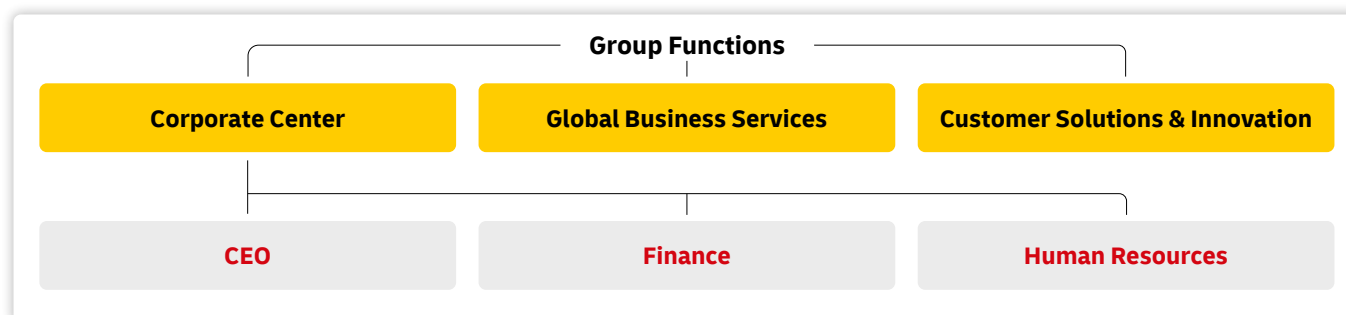 Group Functions
Corporate Center
Global Business Services
Customer Solutions & Innovation
CEO
Finance
Human Resources